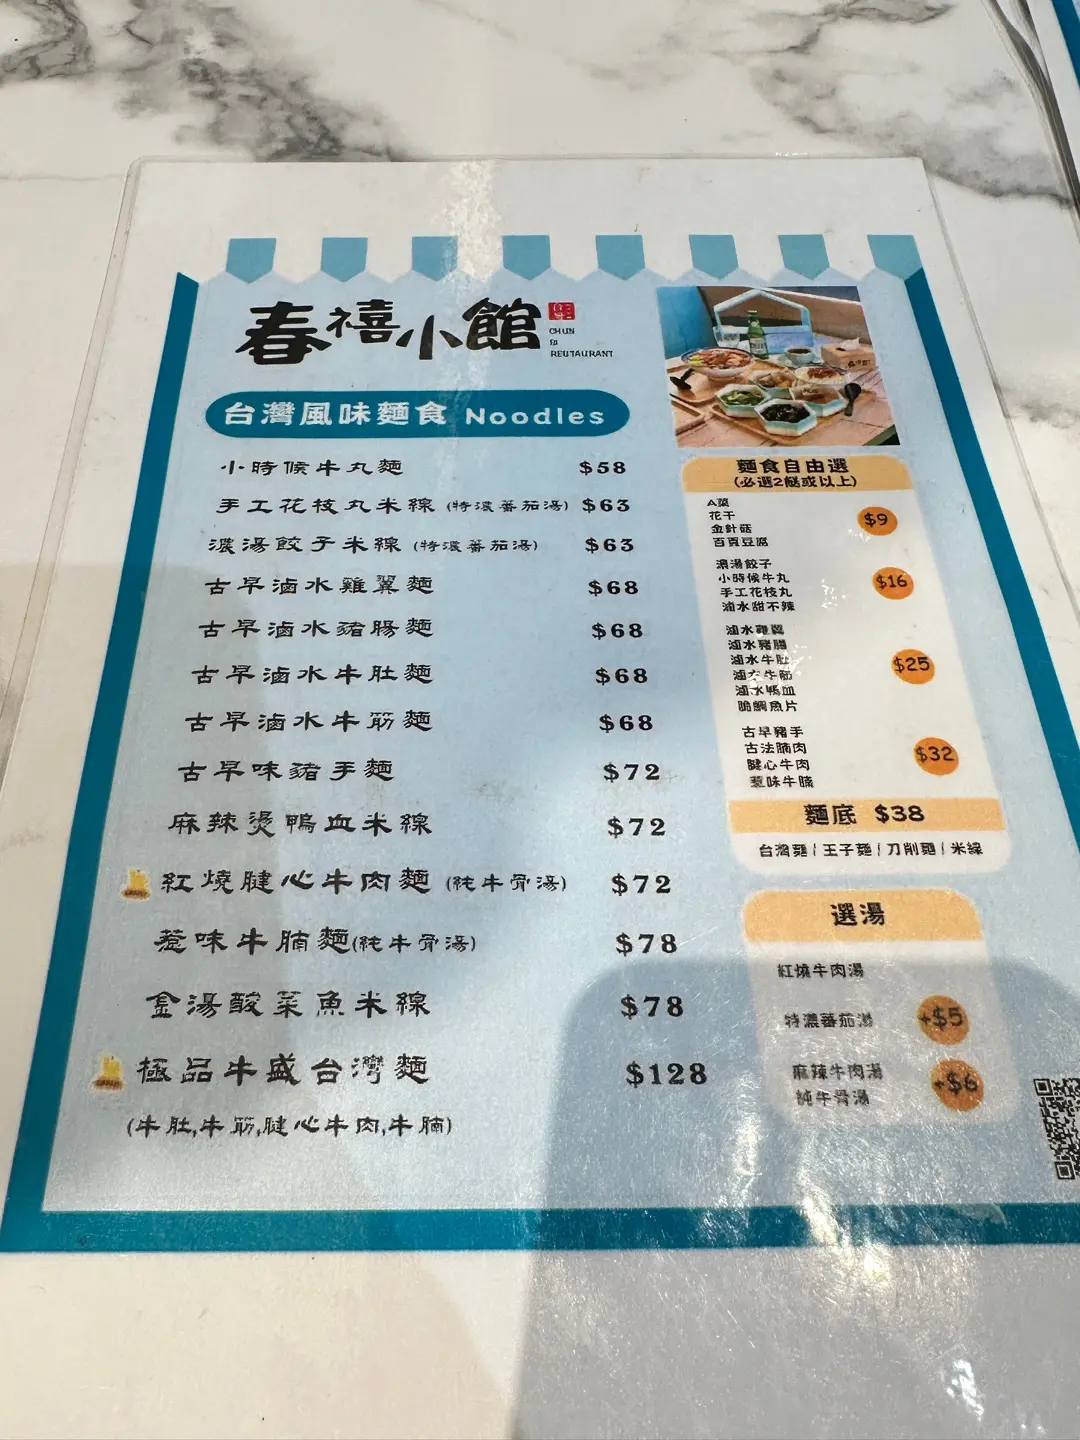 春禧小館
CHUN
XI
RESTAURANT
台灣風味麵食 Noodles
小時候牛丸麵 $58
手工花枝丸米線 (特濃蕃茄湯) $63
濃湯餃子米線 (特濃蕃茄湯) $63
古早滷水雞翼麵 $68
古早滷水豬腸麵 $68
古早滷水牛肚麵 $68
古早滷水牛筋麵 $68
古早味豬手麵 $72
麻辣燙鴨血米線 $72
紅燒腱心牛肉麵 (純牛骨湯) $72
惹味牛腩麵(純牛骨湯) $78
金湯酸菜魚米線 $78
極品牛盛台灣麵 $128
(牛肚,牛筋,腱心牛肉,牛腩)
麵食自由選
(必選2餸或以上)
A菜
花干
金針菇
百頁豆腐
$9
濃湯餃子
小時候牛丸
手工花枝丸
滷水甜不辣
$16
滷水雞翼
滷水豬腸
滷水牛肚
滷水牛筋
滷水鴨血
脆鯛魚片
$25
古早豬手
古法腩肉
腱心牛肉
惹味牛腩
$32
麵底 $38
台灣麵 | 王子麵 | 刀削麵 | 米線
選湯
紅燒牛肉湯
特濃蕃茄湯 +$5
麻辣牛肉湯
純牛骨湯
+$6